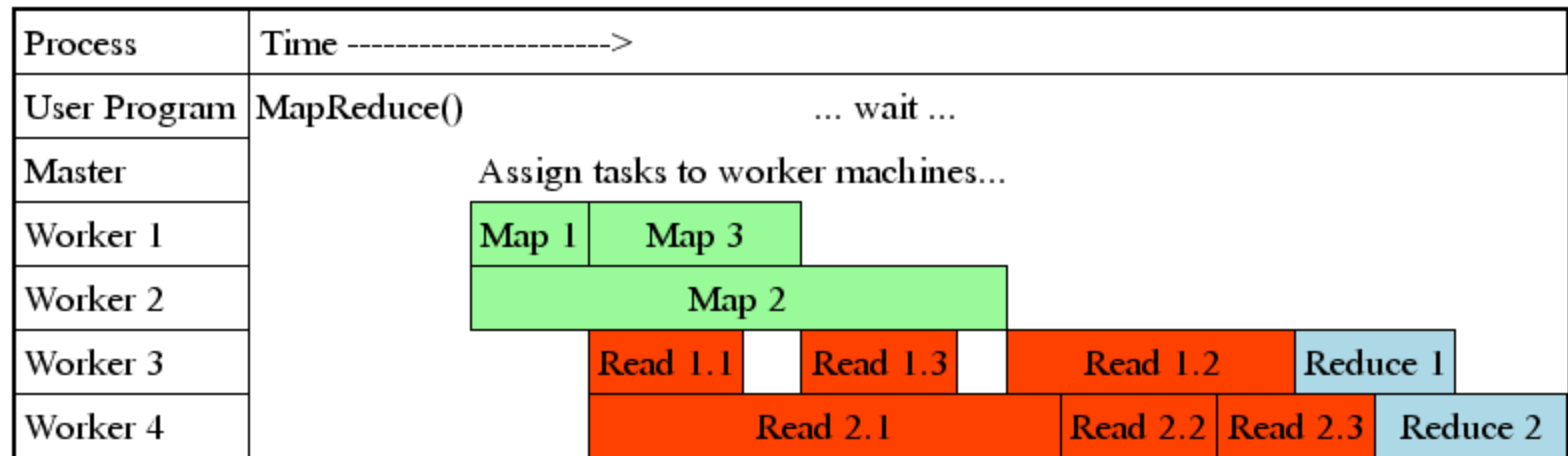 Process Time ---------------------->
User Program MapReduce() ... wait ...
Master Assign tasks to worker machines...
Worker 1 Map 1 Map 3
Worker 2 Map 2
Worker 3 Read 1.1 Read 1.3 Read 1.2 Reduce 1
Worker 4 Read 2.1 Read 2.2 Read 2.3 Reduce 2